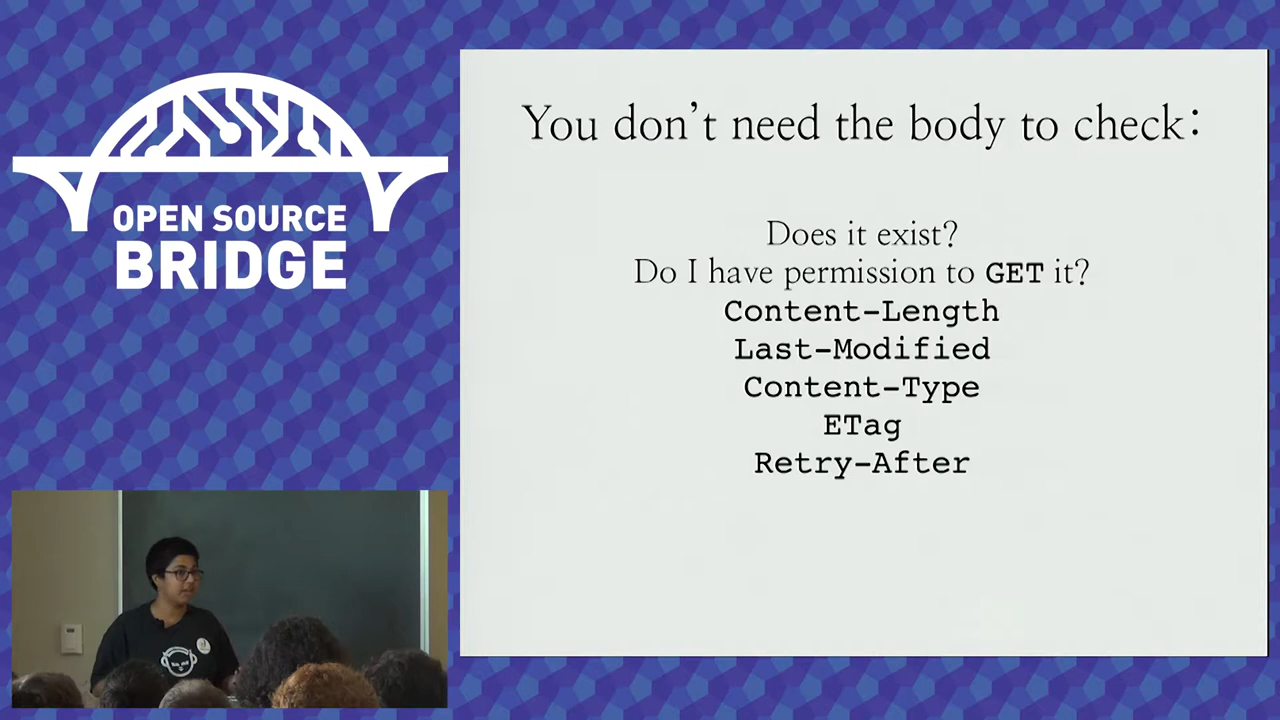 OPEN SOURCE
BRIDGE
You don't need the body to check:
Does it exist?
Do I have permission to GET it?
Content-Length
Last-Modified
Content-Type
ETag
Retry-After